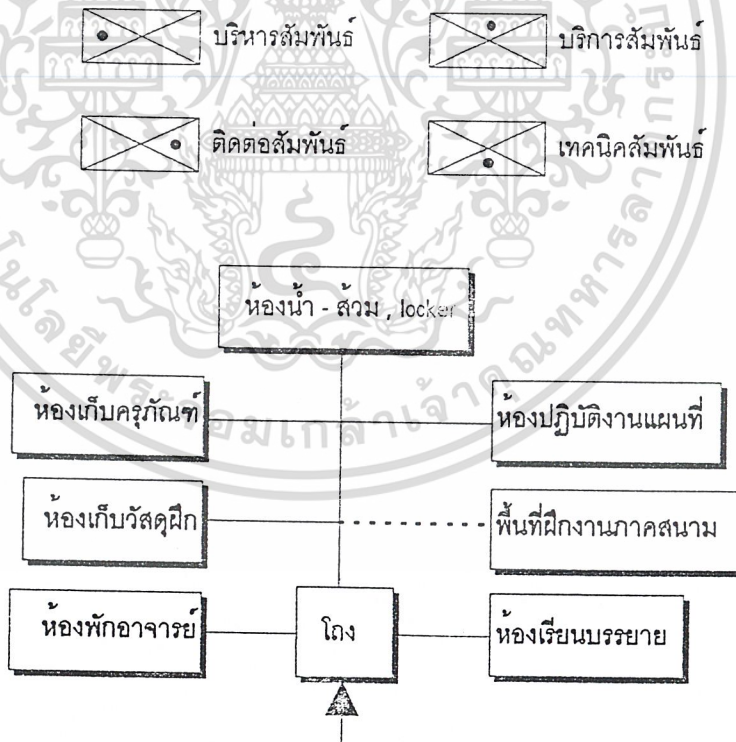 บริหารสัมพันธ์ บริการสัมพันธ์
ติดต่อสัมพันธ์ เทคนิคสัมพันธ์
ห้องน้ำ - ส้วม , locker
ห้องเก็บครุภัณฑ์ ห้องปฏิบัติงานแผนที่
ห้องเก็บวัสดุฝึก พื้นที่ฝึกงานภาคสนาม
ห้องพักอาจารย์ โถง ห้องเรียนบรรยาย